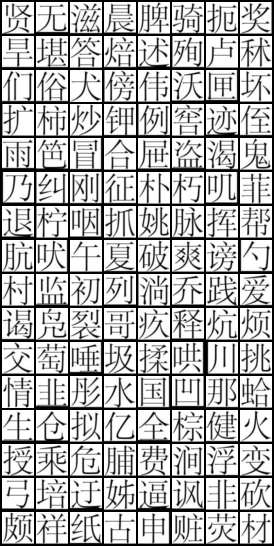 贤无滋晨脾骑扼奖
旱堪答焙述殉卢秫
们俗犬傍伟沃匣坏
扩柿炒钾例窖迹侄
雨笆冒合屉盗渴鬼
乃纠刚征朴朽叽菲
退柠咽抓姚脉挥帮
肮吠午夏破爽谤勺
村监初列淌乔践爱
谒凫裂哥疚释炕烦
交萄唾圾揉哄川挑
情韭彤水国凹那蛤
生仓拟亿全棕健火
授乘危脯费涧浮变
弓培迂姊逼讽非砍
颇祥纸古申赃荧材